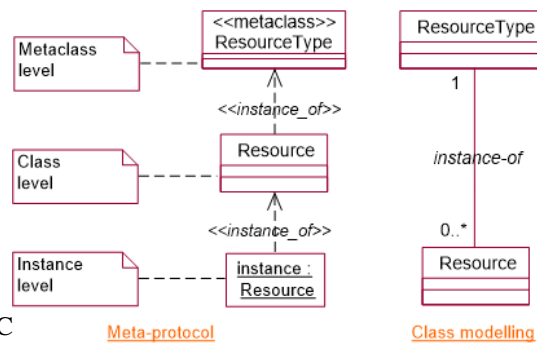 <<metaclass>>
ResourceType
Metaclass
level
<<instance_of>>
Resource
Class
level
<<instance_of>>
Instance
level
instance :
Resource
C
Meta-protocol
ResourceType
1
instance-of
0..*
Resource
Class modelling